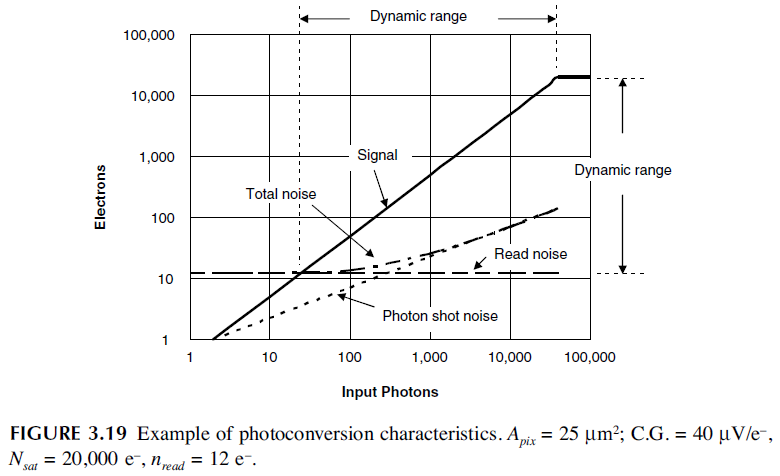 Dynamic range
100,000
10,000
1,000
100
10
1
Electrons
Signal
Total noise
Dynamic range
Read noise
Photon shot noise
1 10 100 1,000 10,000 100,000
Input Photons
FIGURE 3.19 Example of photoconversion characteristics. A_pix = 25 μm²; C.G. = 40 μV/e⁻,
N_sat = 20,000 e⁻, n_read = 12 e⁻.